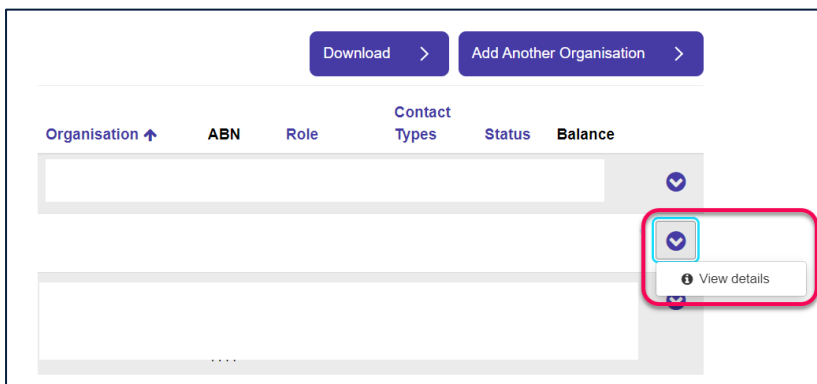 Download Add Another Organisation
Contact
Organisation ABN Role Types Status Balance
View details